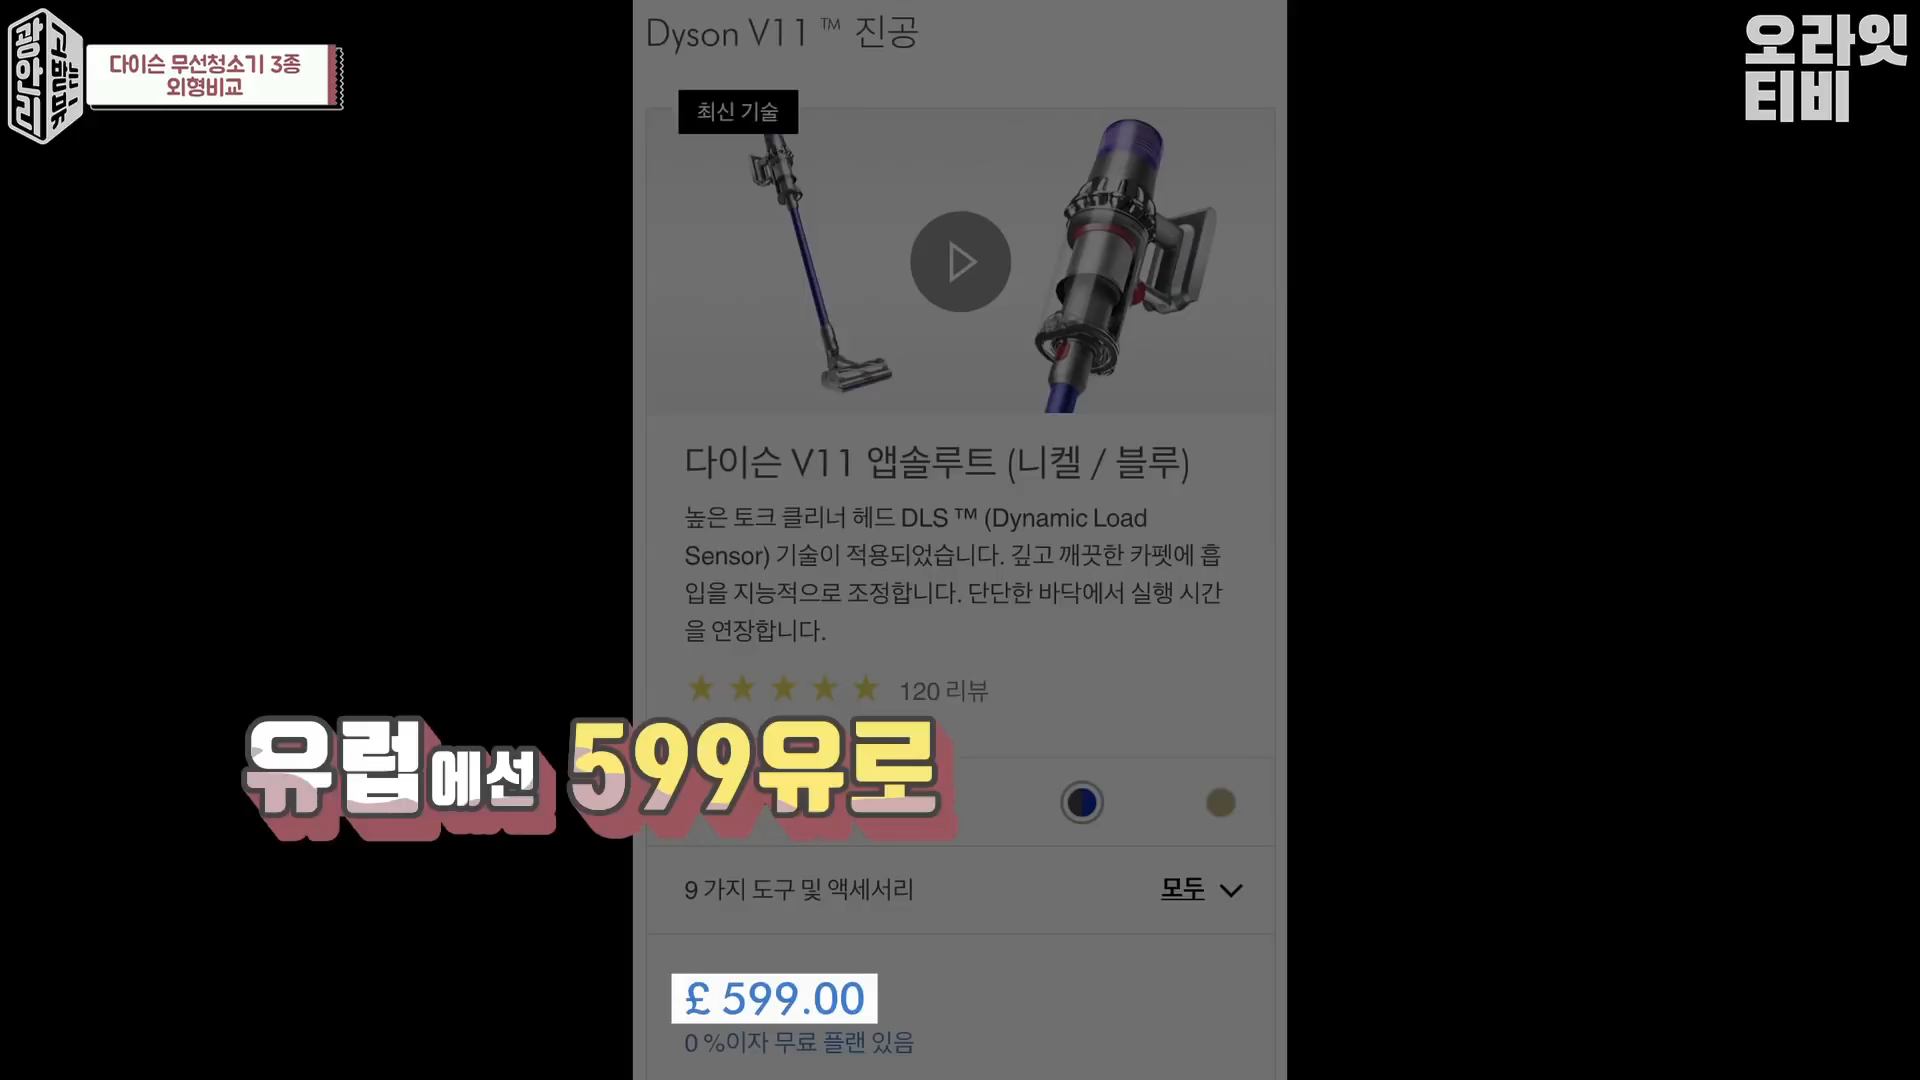 광안리
고받는
뷰
다이슨 무선청소기 3종
외형비교
오라잇
티비
Dyson V11 ™ 진공
최신 기술
다이슨 V11 앱솔루트 (니켈 / 블루)
높은 토크 클리너 헤드 DLS ™ (Dynamic Load
Sensor) 기술이 적용되었습니다. 깊고 깨끗한 카펫에 흡
입을 지능적으로 조정합니다. 단단한 바닥에서 실행 시간
을 연장합니다.
120 리뷰
유럽에선 599유로
9 가지 도구 및 액세서리
모두
£ 599.00
0 %이자 무료 플랜 있음